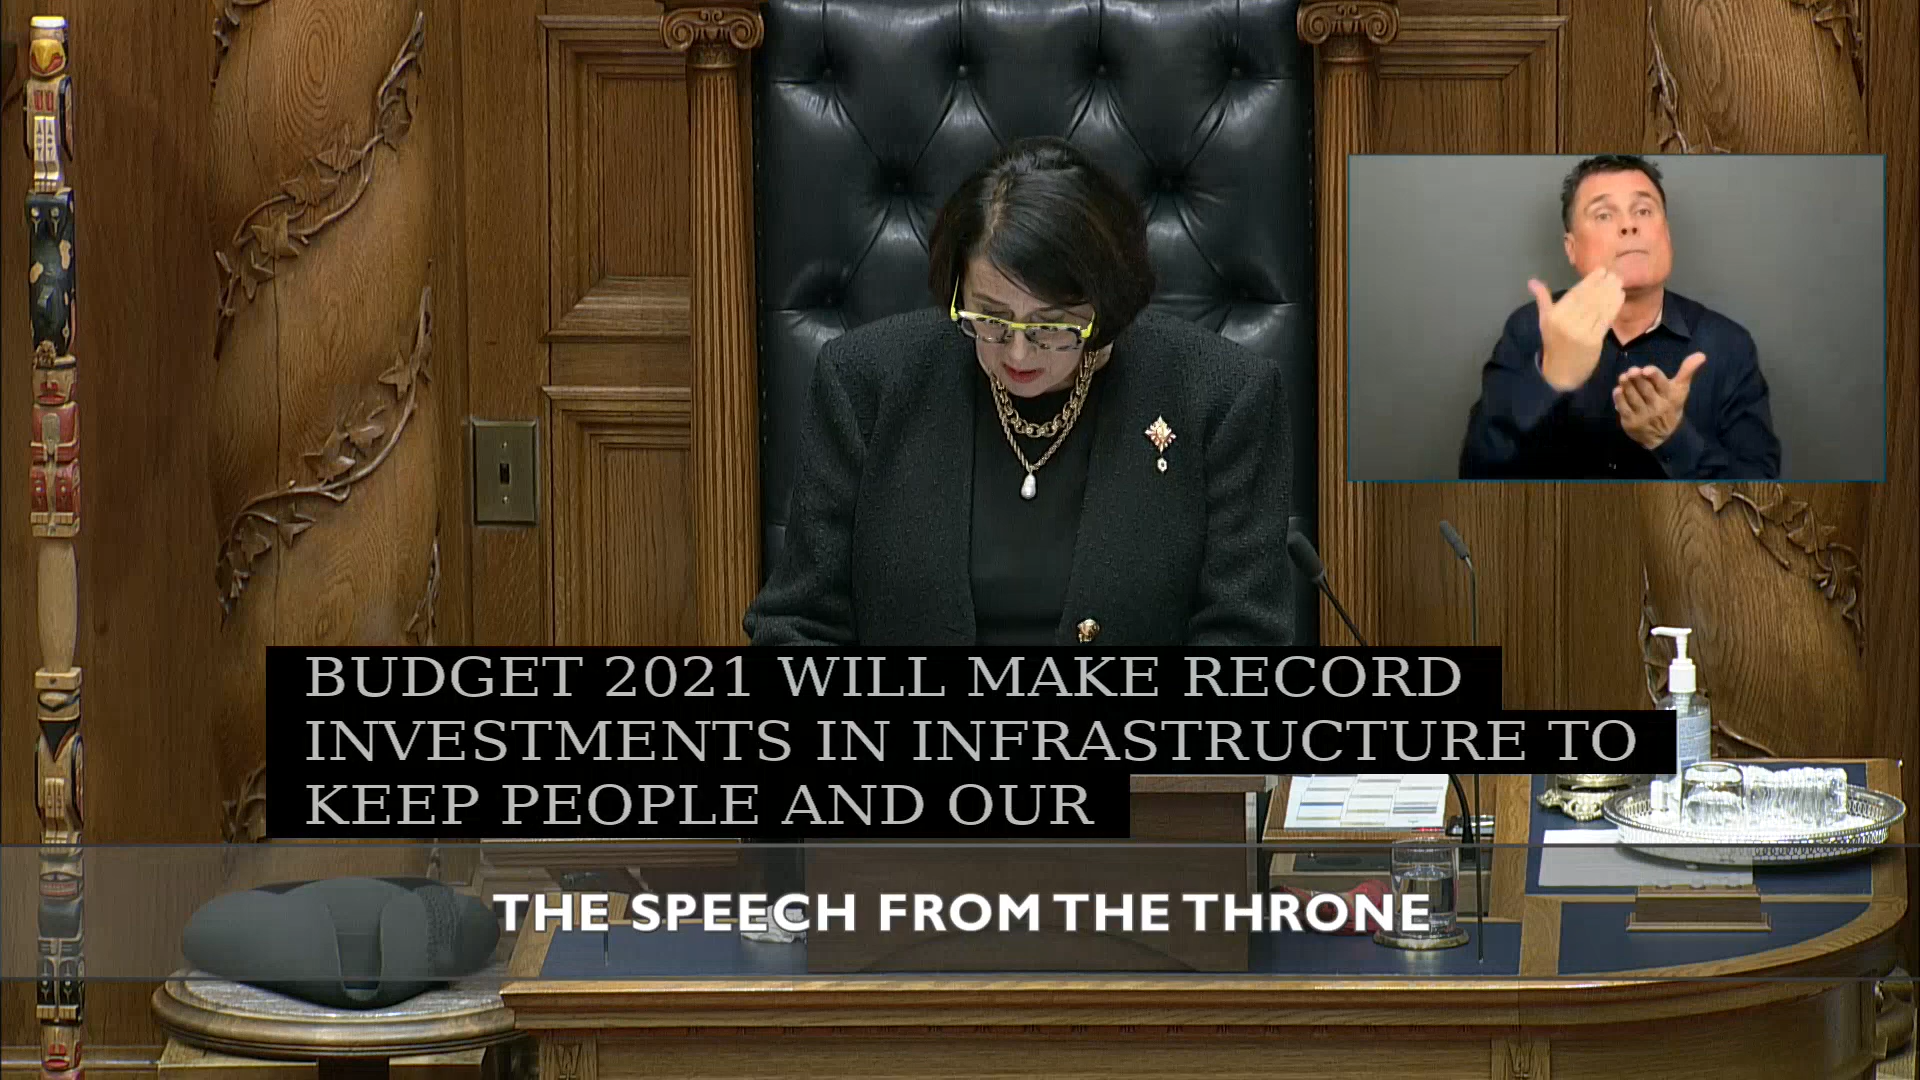 BUDGET 2021 WILL MAKE RECORD
INVESTMENTS IN INFRASTRUCTURE TO
KEEP PEOPLE AND OUR
THE SPEECH FROM THE THRONE